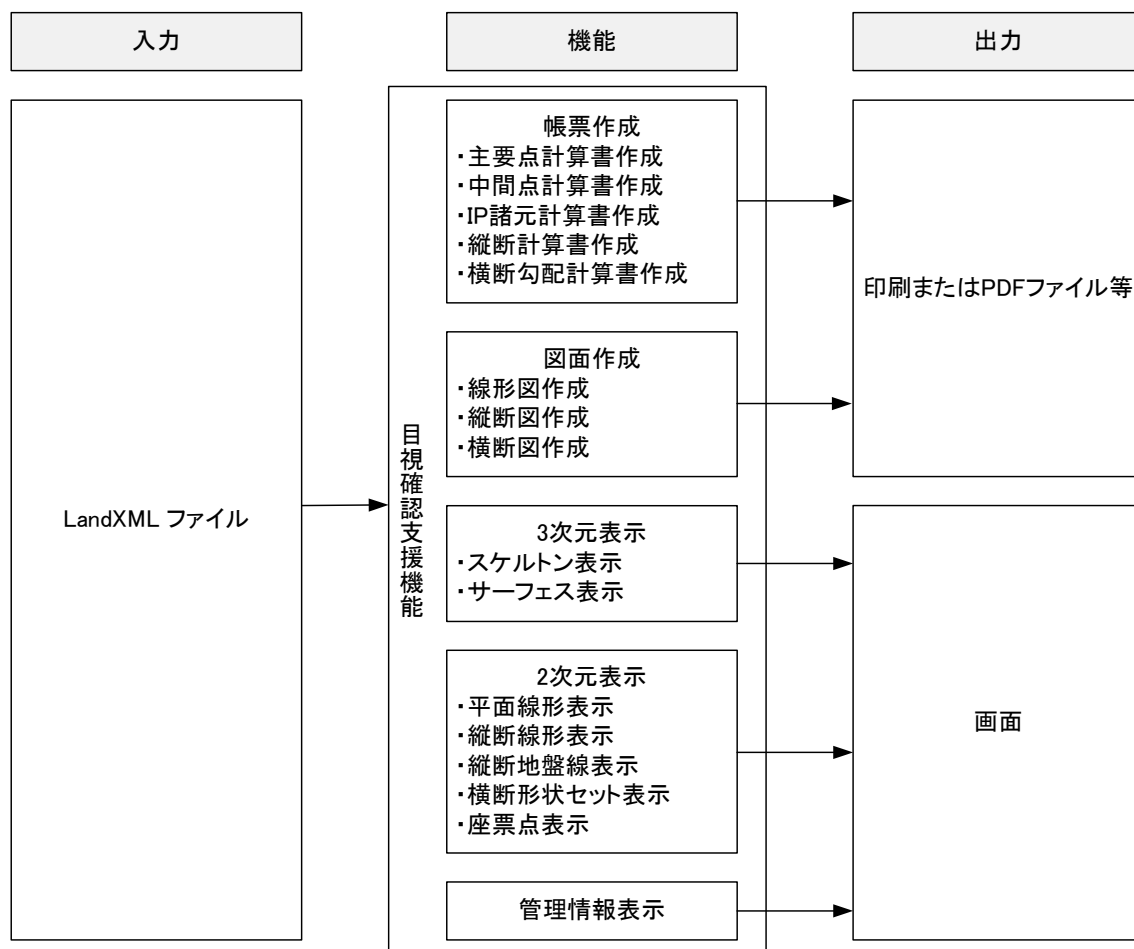 入力
機能
出力
LandXML ファイル
目視確認支援機能
帳票作成
・主要点計算書作成
・中間点計算書作成
・IP諸元計算書作成
・縦断計算書作成
・横断勾配計算書作成
図面作成
・線形図作成
・縦断図作成
・横断図作成
3次元表示
・スケルトン表示
・サーフェス表示
2次元表示
・平面線形表示
・縦断線形表示
・縦断地盤線表示
・横断形状セット表示
・座票点表示
管理情報表示
印刷またはPDFファイル等
画面